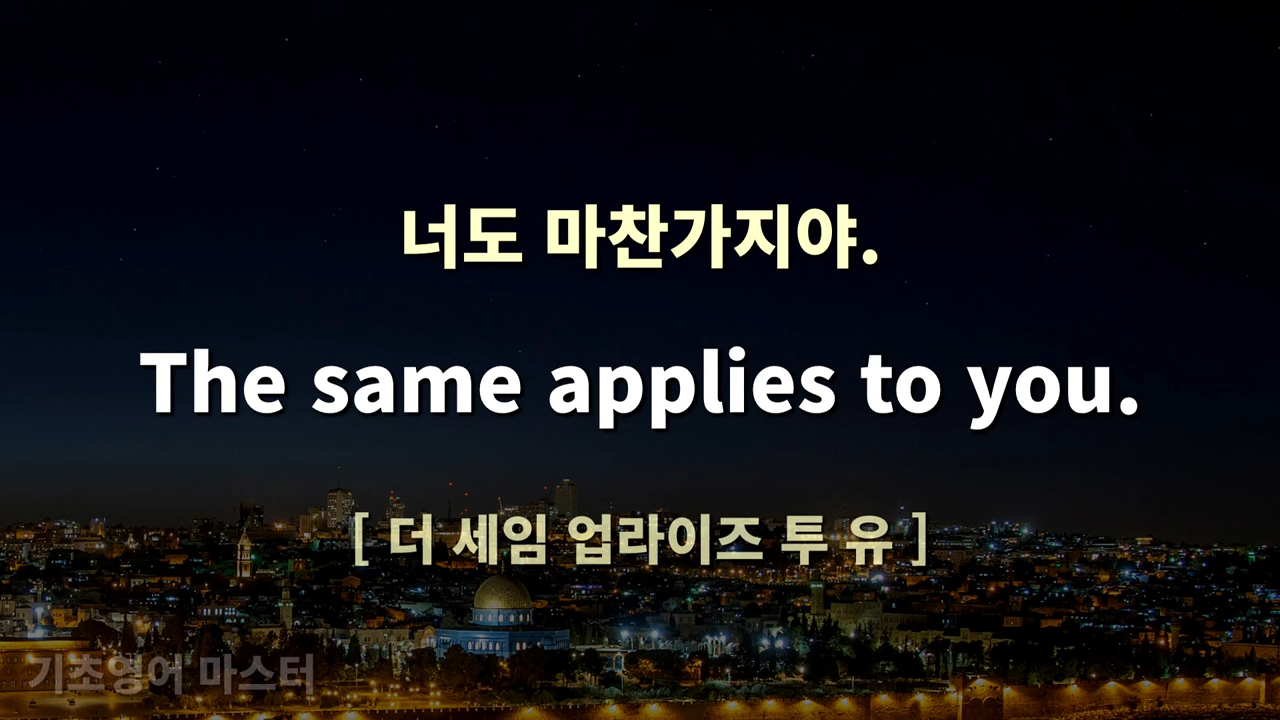 너도 마찬가지야.
The same applies to you.
[ 더 세임 업라이즈 투 유 ]
기초영어 마스터